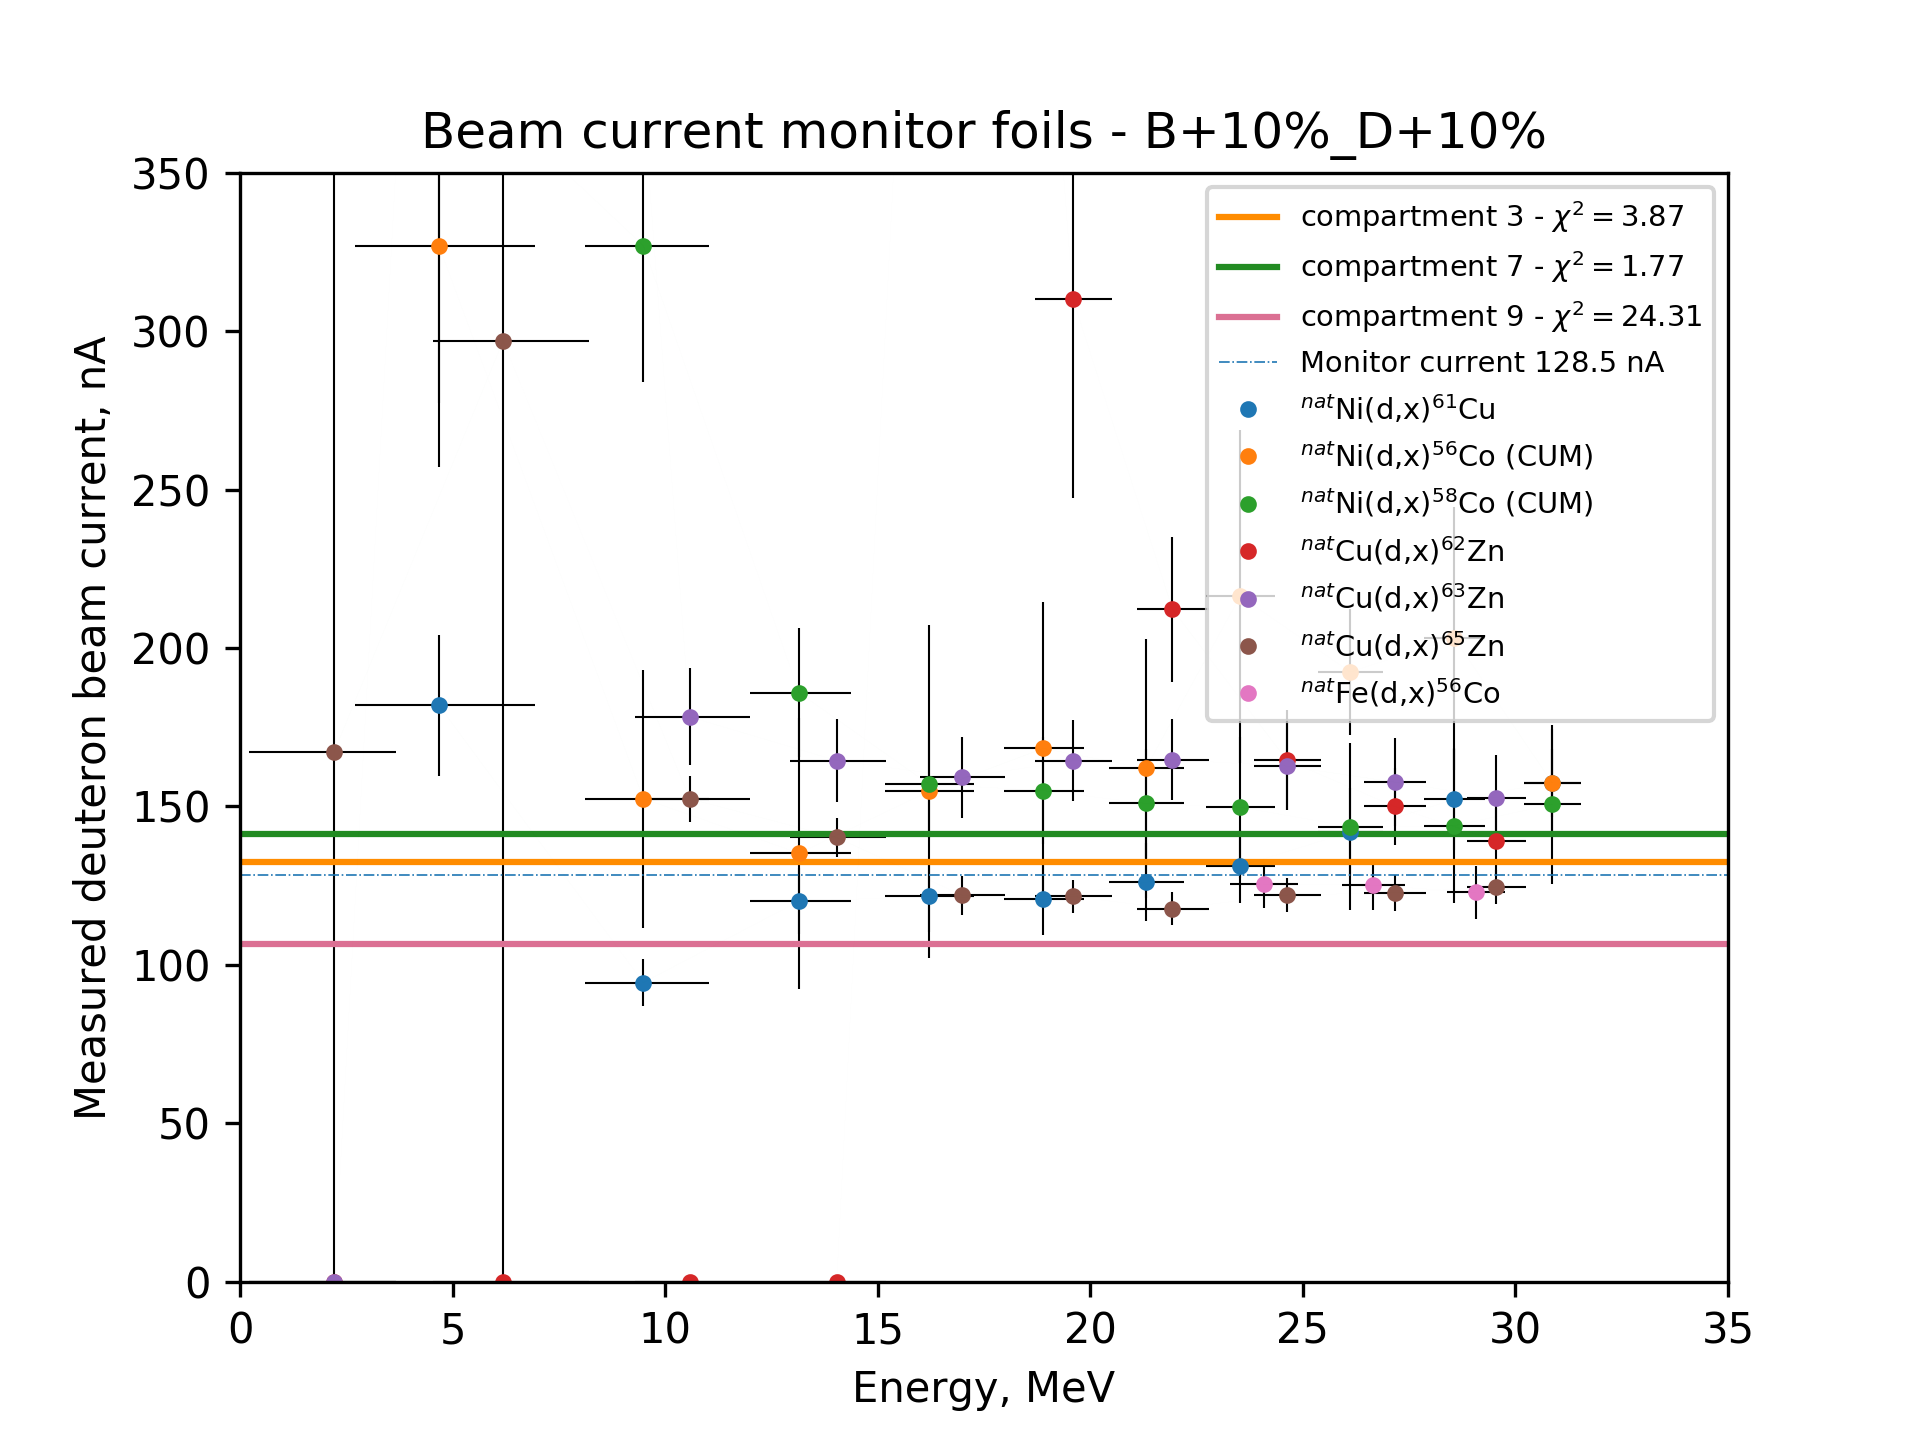 Beam current monitor foils - B+10%_D+10%
Measured deuteron beam current, nA
350
300
250
200
150
100
50
0
0 5 10 15 20 25 30 35
Energy, MeV
compartment 3 - χ² = 3.87
compartment 7 - χ² = 1.77
compartment 9 - χ² = 24.31
Monitor current 128.5 nA
ⁿᵃᵗNi(d,x)⁶¹Cu
ⁿᵃᵗNi(d,x)⁵⁶Co (CUM)
ⁿᵃᵗNi(d,x)⁵⁸Co (CUM)
ⁿᵃᵗCu(d,x)⁶²Zn
ⁿᵃᵗCu(d,x)⁶³Zn
ⁿᵃᵗCu(d,x)⁶⁵Zn
ⁿᵃᵗFe(d,x)⁵⁶Co